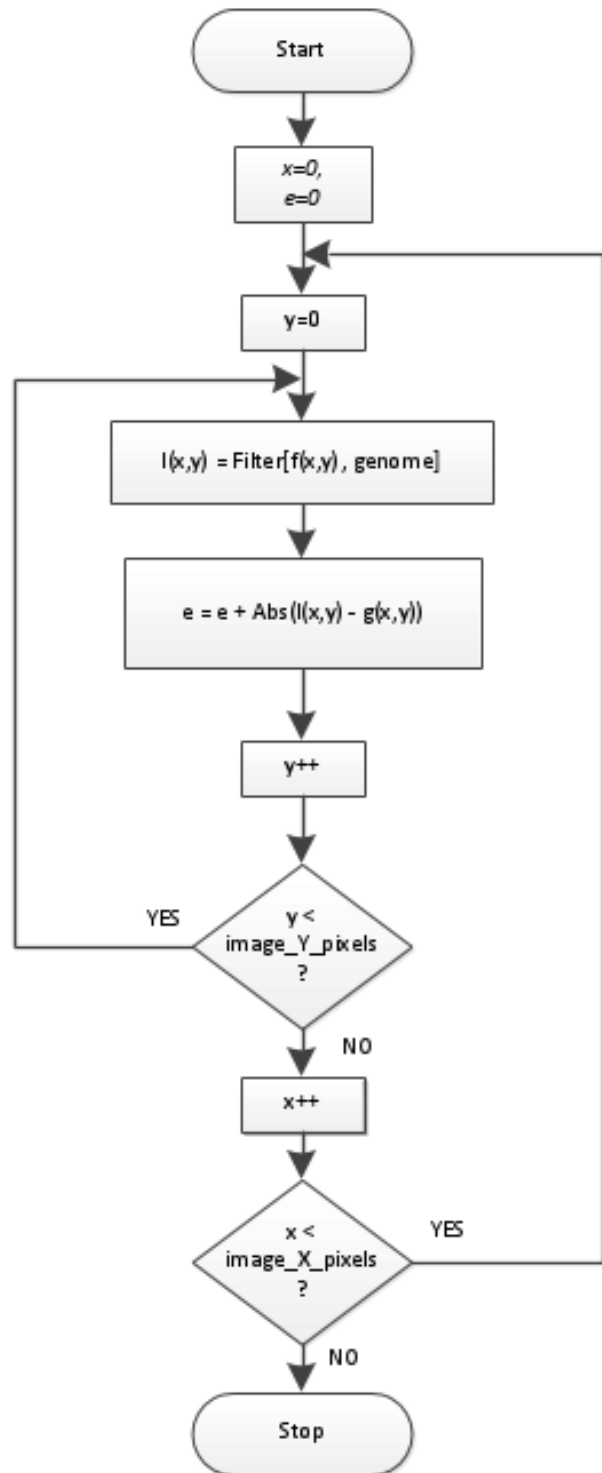 Start
x=0,
e=0
y=0
I(x,y) = Filter[f(x,y) , genome]
e = e + Abs(I(x,y) - g(x,y))
y++
y <
image_Y_pixels
?
YES
NO
x++
x <
image_X_pixels
?
YES
NO
Stop